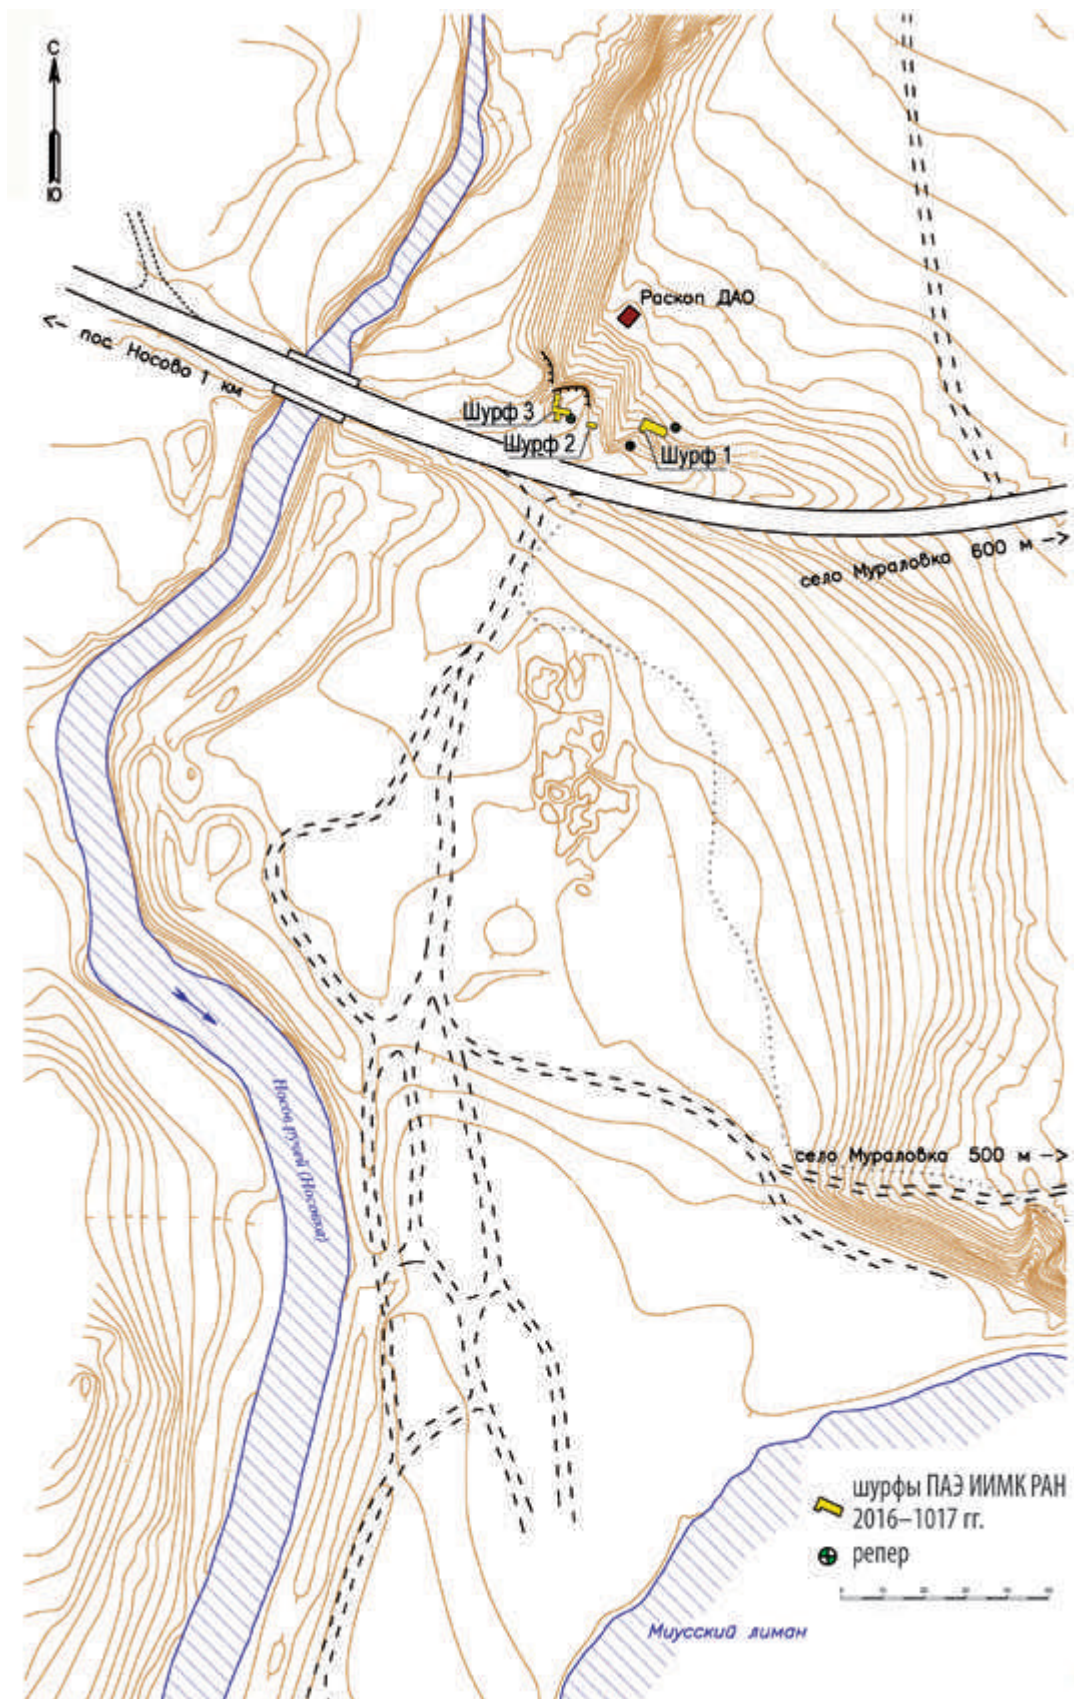 С
Ю
Раскоп ДАО
<- пос. Носово 1 км
Шурф 3
Шурф 2
Шурф 1
село Мураловка 600 м ->
село Мураловка 500 м ->
шурфы ПАЭ ИИМК РАН
2016–1017 гг.
репер
Миусский лиман